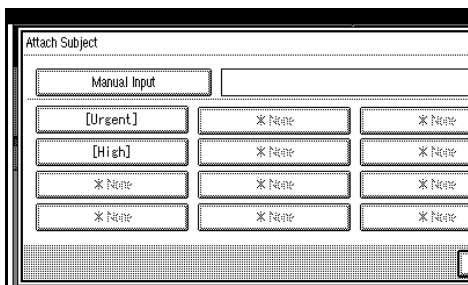 Attach Subject
Manual Input
[Urgent] * None * None
[High] * None * None
* None * None * None
* None * None * None